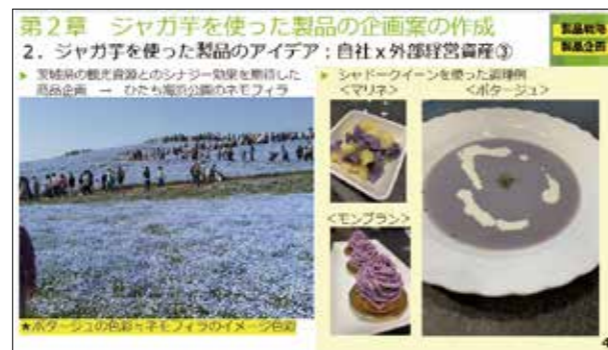 第2章 ジャガ芋を使った製品の企画案の作成
製品戦略
製品企画
2．ジャガ芋を使った製品のアイデア：自社x外部経営資産③
▶ 茨城県の観光資源とのシナジー効果を期待した
商品企画 → ひたち海浜公園のネモフィラ
★ポタージュの色彩≒ネモフィラのイメージ色彩
▶ シャドークイーンを使った調理例
<マリネ>
<ポタージュ>
<モンブラン>
4